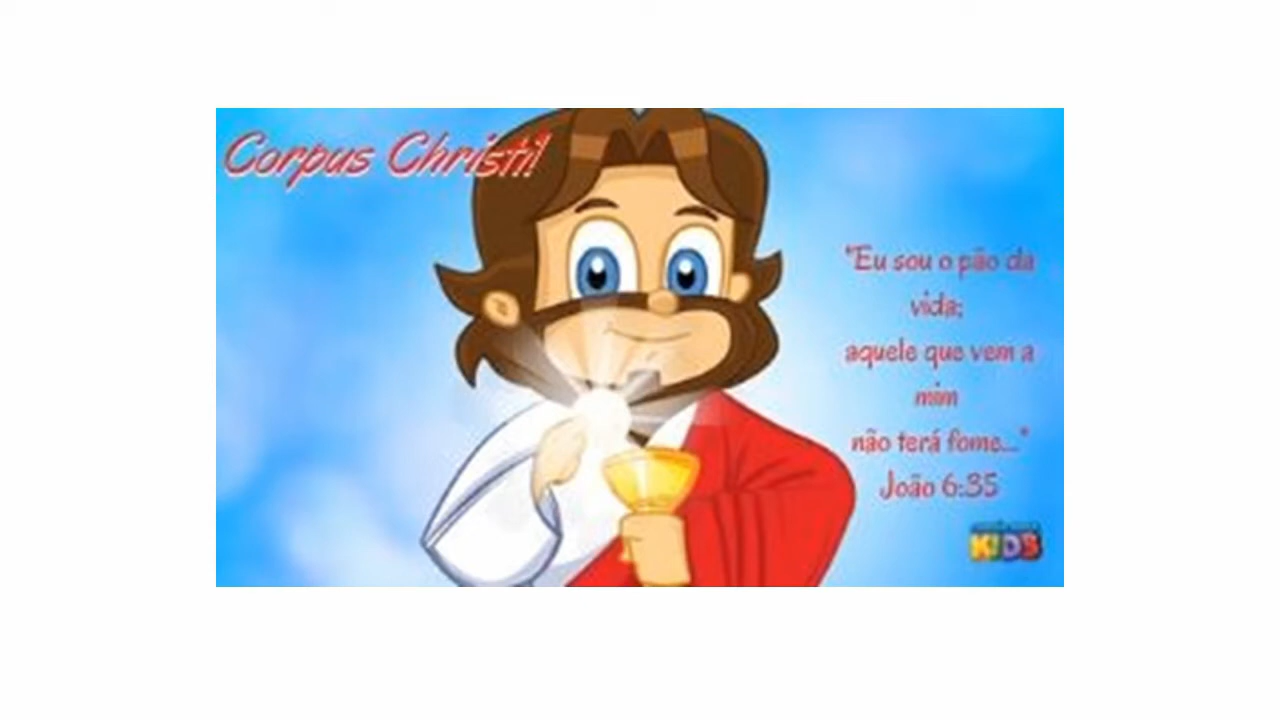 Corpus Christi!
"Eu sou o pão da
vida;
aquele que vem a
mim
não terá fome..."
João 6:35
KIDS